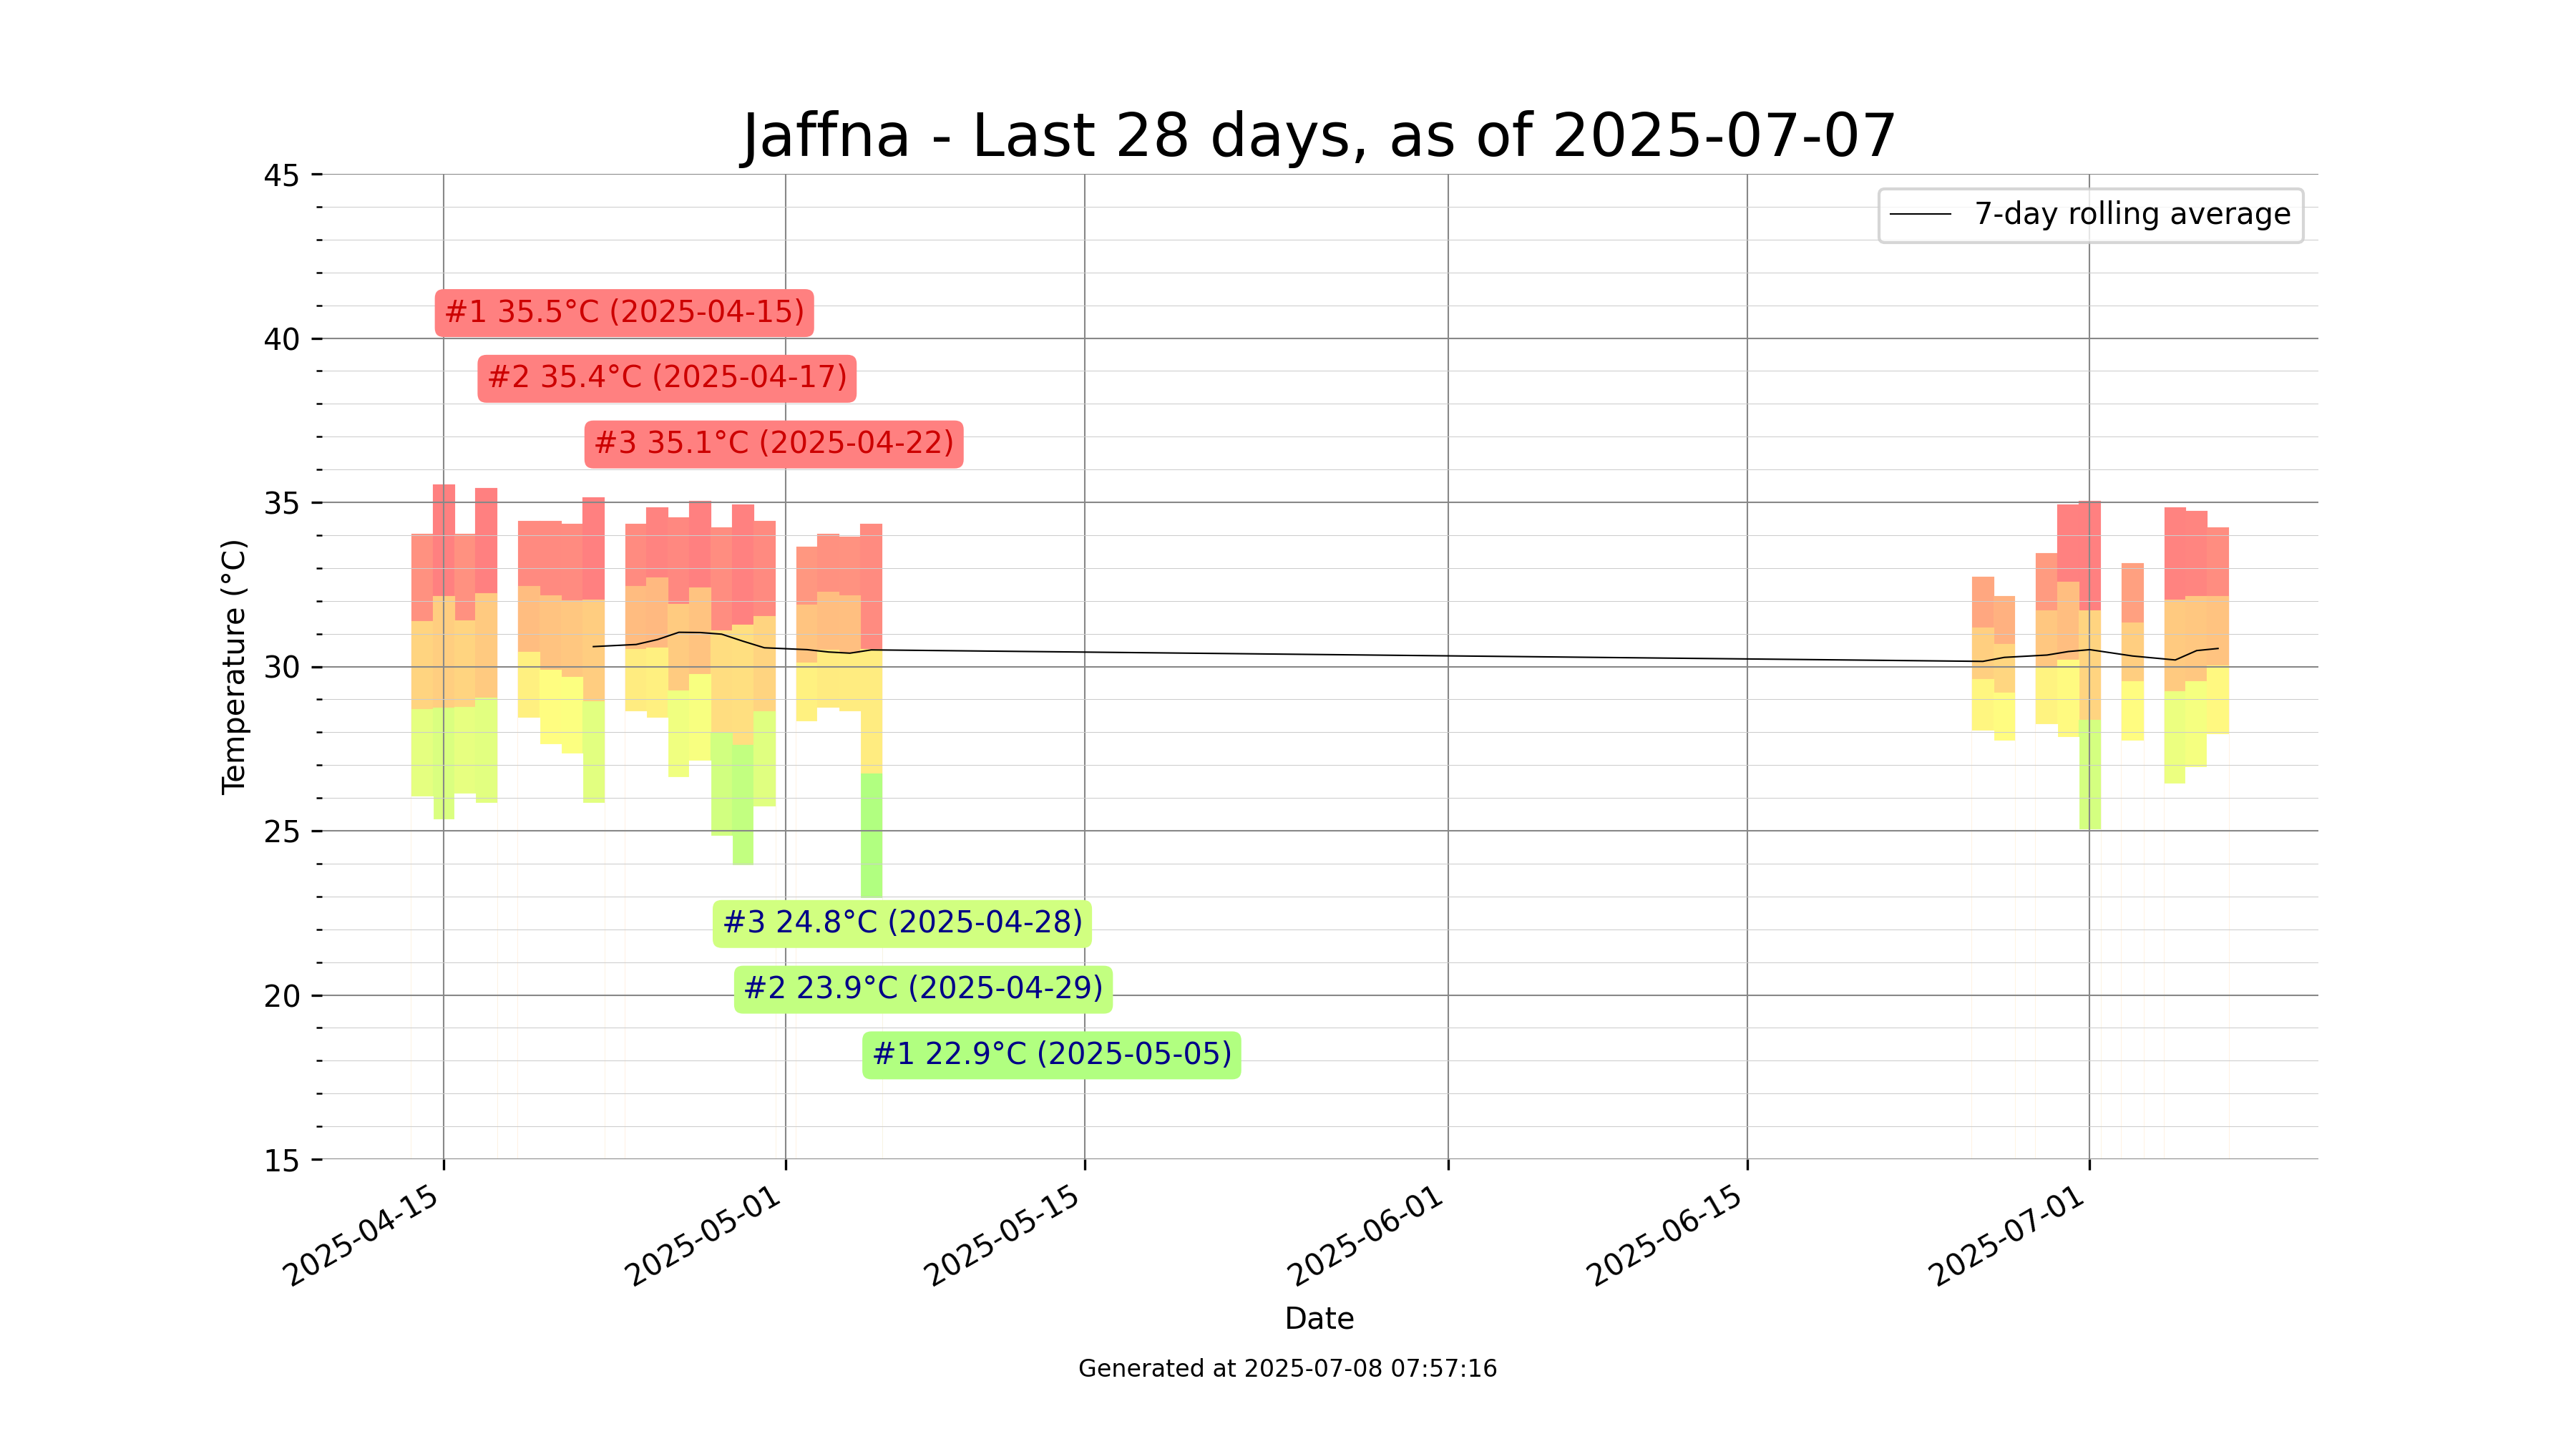 Jaffna - Last 28 days, as of 2025-07-07
45
7-day rolling average
#1 35.5°C (2025-04-15)
40
#2 35.4°C (2025-04-17)
#3 35.1°C (2025-04-22)
35
Temperature (°C)
30
25
#3 24.8°C (2025-04-28)
20
#2 23.9°C (2025-04-29)
#1 22.9°C (2025-05-05)
15
2025-04-15
2025-05-01
2025-05-15
2025-06-01
2025-06-15
2025-07-01
Date
Generated at 2025-07-08 07:57:16